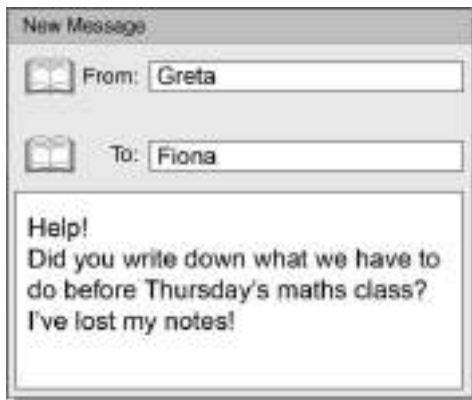 New Message
From: Greta
To: Fiona
Help!
Did you write down what we have to
do before Thursday's maths class?
I've lost my notes!